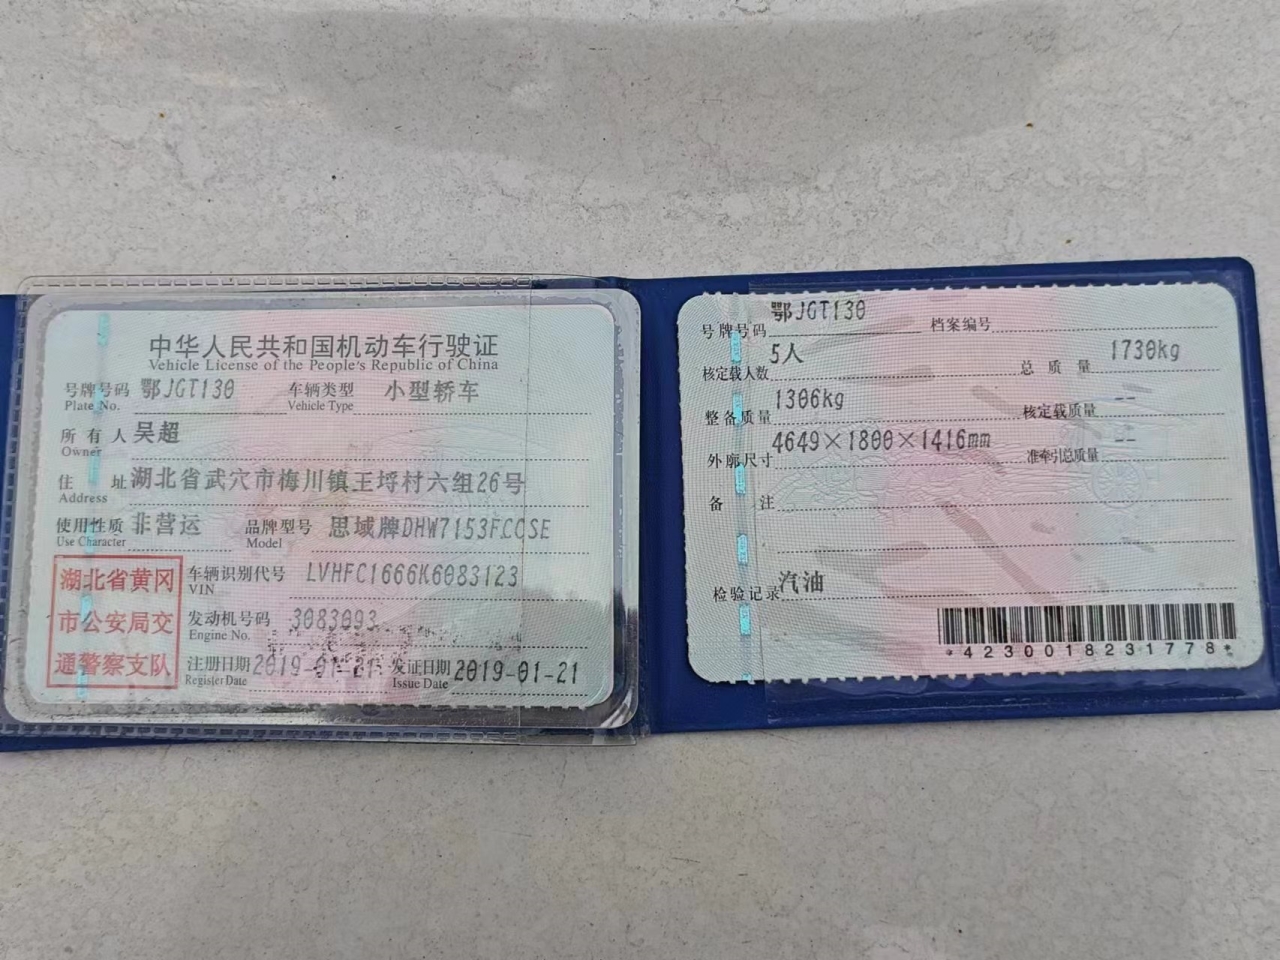 中华人民共和国机动车行驶证
Vehicle License of the People's Republic of China
号牌号码 鄂JGT130 车辆类型 小型轿车
Plate No. Vehicle Type
所有人 吴超
Owner
住址 湖北省武穴市梅川镇王埒村六组26号
Address
使用性质 非营运 品牌型号 思域牌DHW7153FCCSE
Use Character Model
湖北省黄冈
市公安局交
通警察支队
车辆识别代号 LVHFC1666K6083123
VIN
发动机号码 3083093
Engine No.
注册日期 2019-01-21 发证日期 2019-01-21
Register Date Issue Date
号牌号码 鄂JGT130 档案编号
核定载人数 5人 总质量 1730kg
整备质量 1306kg 核定载质量 --
外廓尺寸 4649×1800×1416mm 准牵引总质量 --
备注
检验记录 汽油
*4230018231778*